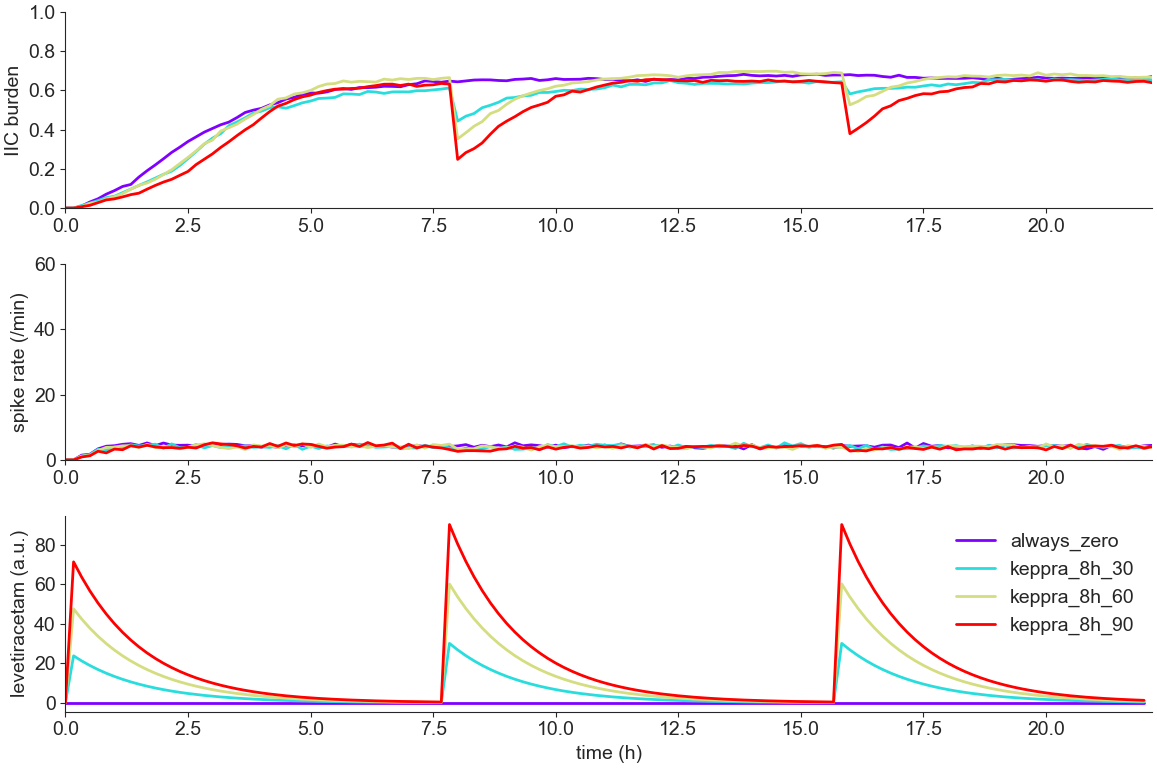 IIC burden
1.0
0.8
0.6
0.4
0.2
0.0
0.0 2.5 5.0 7.5 10.0 12.5 15.0 17.5 20.0
spike rate (/min)
60
40
20
0
0.0 2.5 5.0 7.5 10.0 12.5 15.0 17.5 20.0
levetiracetam (a.u.)
80
60
40
20
0
always_zero
keppra_8h_30
keppra_8h_60
keppra_8h_90
0.0 2.5 5.0 7.5 10.0 12.5 15.0 17.5 20.0
time (h)